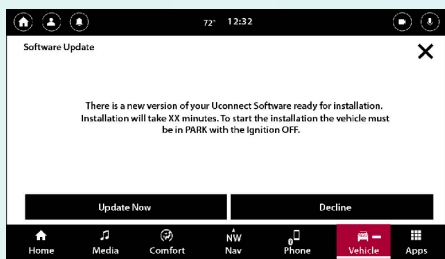 72° 12:32
Software Update
There is a new version of your Uconnect Software ready for installation.
Installation will take XX minutes. To start the installation the vehicle must
be in PARK with the Ignition OFF.
Update Now Decline
NW
0
Home Media Comfort Nav Phone Vehicle Apps